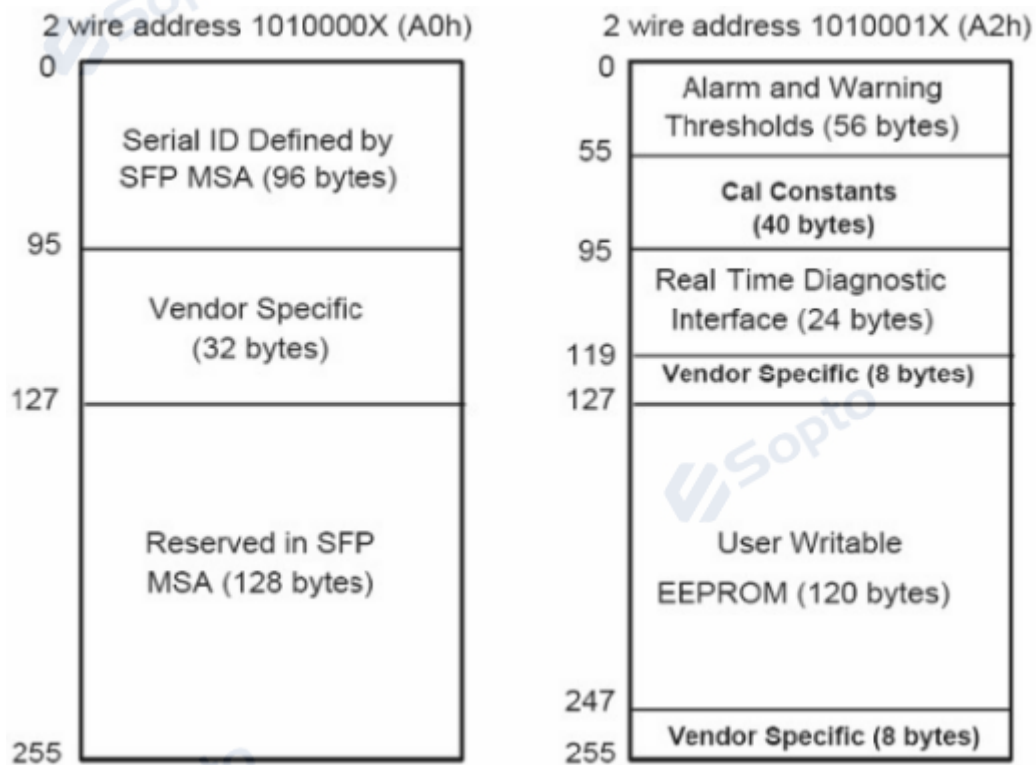 2 wire address 1010000X (A0h)
0
Serial ID Defined by
SFP MSA (96 bytes)
95
Vendor Specific
(32 bytes)
127
Reserved in SFP
MSA (128 bytes)
255
2 wire address 1010001X (A2h)
0
Alarm and Warning
Thresholds (56 bytes)
55
Cal Constants
(40 bytes)
95
Real Time Diagnostic
Interface (24 bytes)
119
Vendor Specific (8 bytes)
127
Sopto
User Writable
EEPROM (120 bytes)
247
Vendor Specific (8 bytes)
255